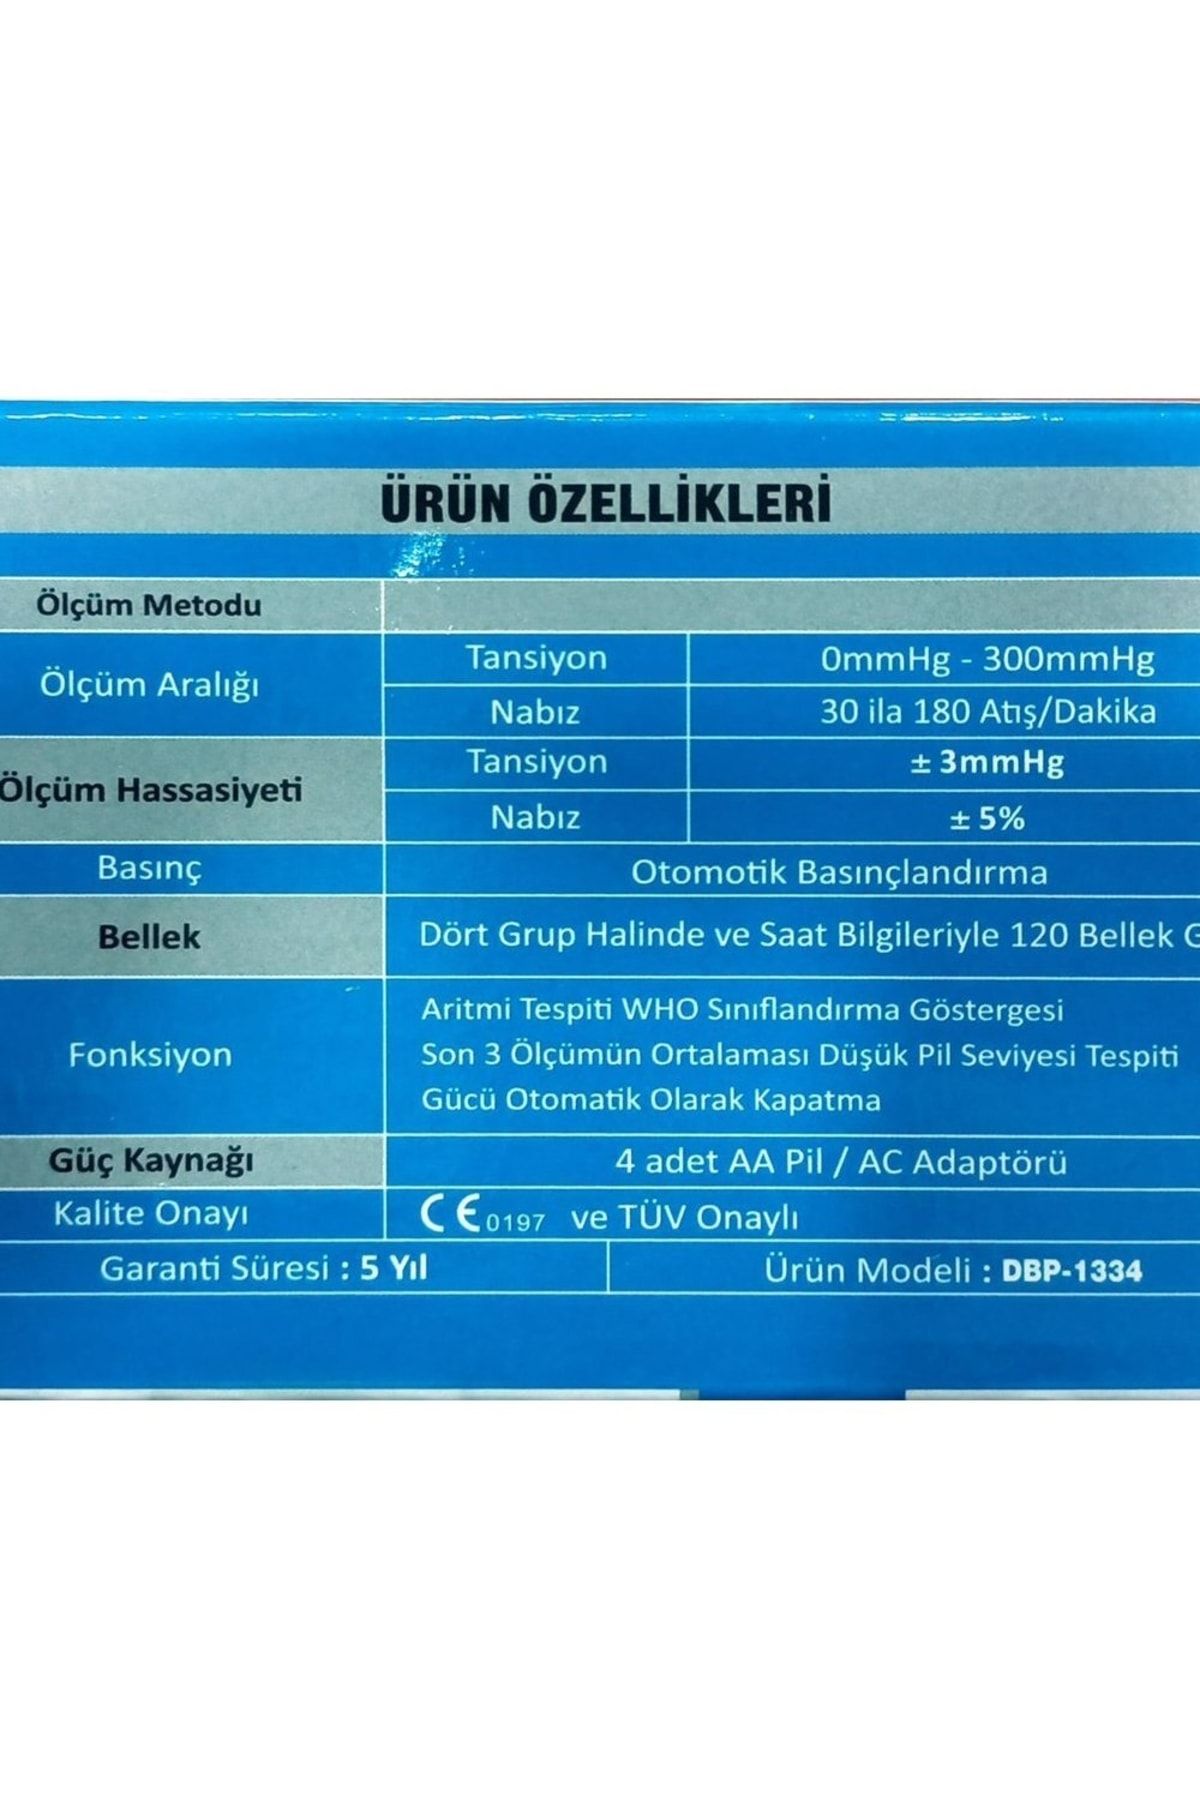 ÜRÜN ÖZELLİKLERİ
Ölçüm Metodu
Ölçüm Aralığı
Tansiyon 0mmHg - 300mmHg
Nabız 30 ila 180 Atış/Dakika
Ölçüm Hassasiyeti
Tansiyon ± 3mmHg
Nabız ± 5%
Basınç Otomotik Basınçlandırma
Bellek Dört Grup Halinde ve Saat Bilgileriyle 120 Bellek
Fonksiyon
Aritmi Tespiti WHO Sınıflandırma Göstergesi
Son 3 Ölçümün Ortalaması Düşük Pil Seviyesi Tespiti
Gücü Otomatik Olarak Kapatma
Güç Kaynağı 4 adet AA Pil / AC Adaptörü
Kalite Onayı CE 0197 ve TÜV Onaylı
Garanti Süresi : 5 Yıl Ürün Modeli : DBP-1334